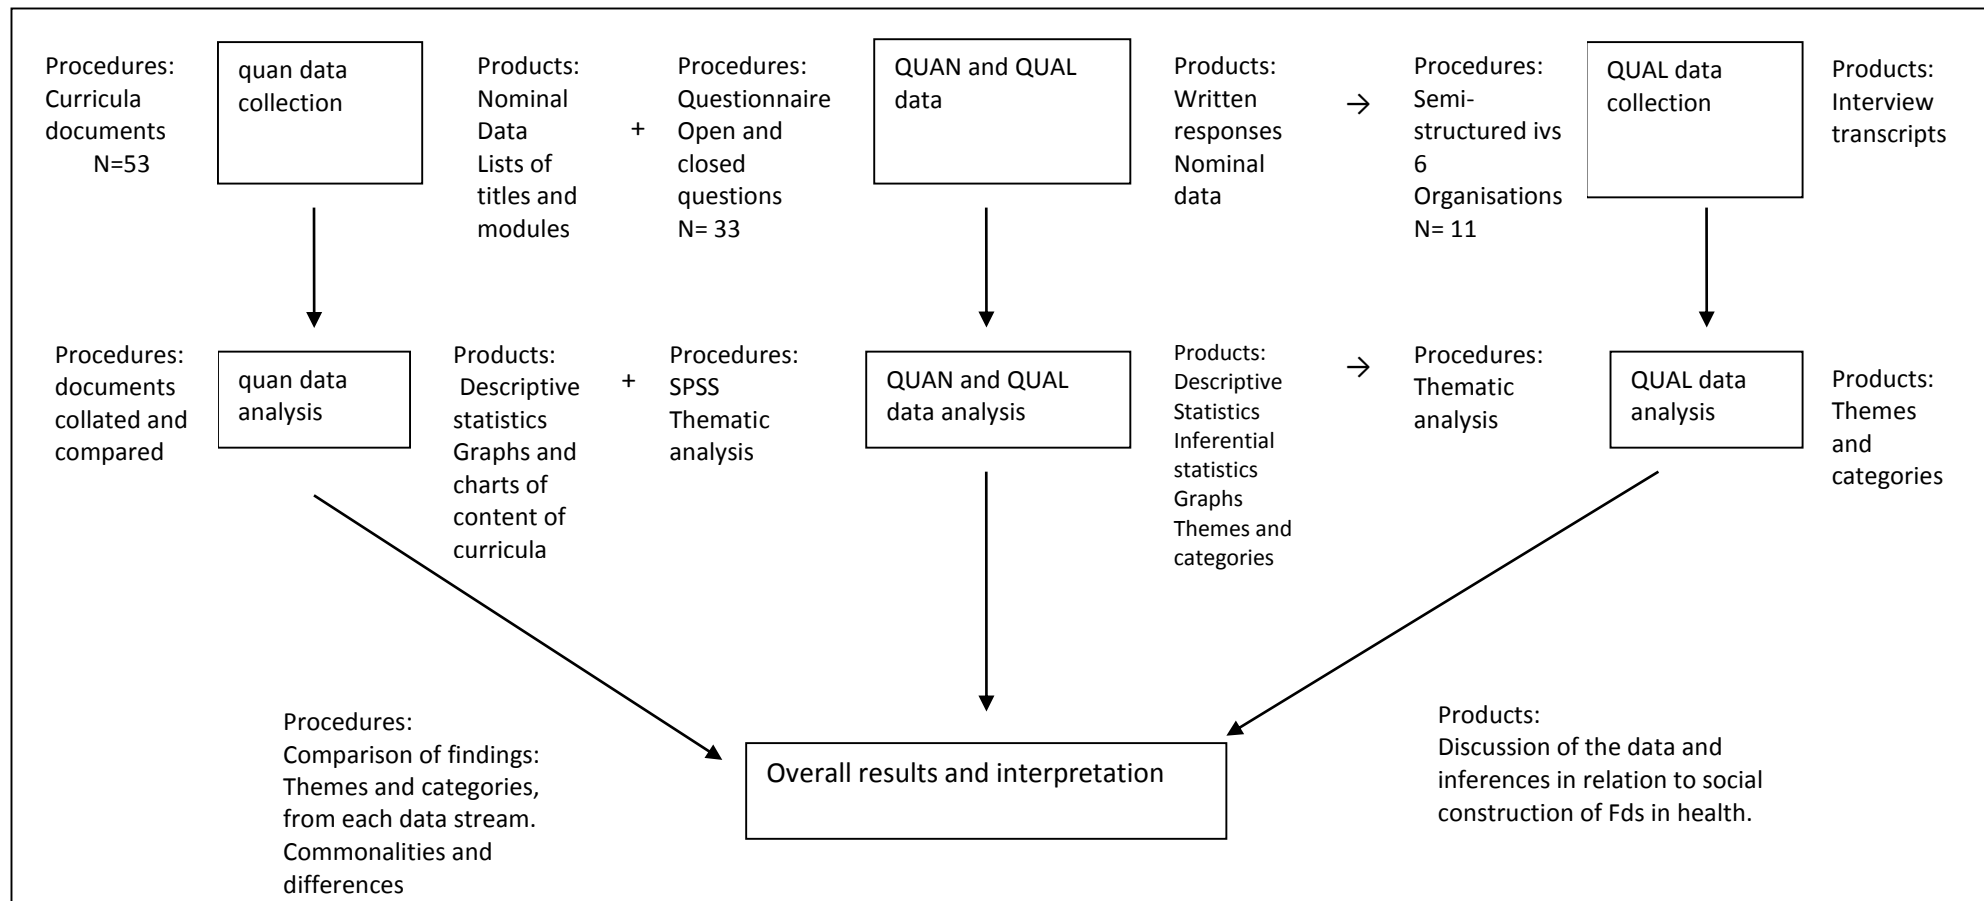 Procedures:
Curricula
documents
N=53
quan data
collection
Products:
Nominal
Data
Lists of
titles and
modules
+
Procedures:
Questionnaire
Open and
closed
questions
N= 33
QUAN and QUAL
data
Products:
Written
responses
Nominal
data
→
Procedures:
Semi-
structured ivs
6
Organisations
N= 11
QUAL data
collection
Products:
Interview
transcripts
Procedures:
documents
collated and
compared
quan data
analysis
Products:
Descriptive
statistics
Graphs and
charts of
content of
curricula
+
Procedures:
SPSS
Thematic
analysis
QUAN and QUAL
data analysis
Products:
Descriptive
Statistics
Inferential
statistics
Graphs
Themes and
categories
→
Procedures:
Thematic
analysis
QUAL data
analysis
Products:
Themes
and
categories
Procedures:
Comparison of findings:
Themes and categories,
from each data stream.
Commonalities and
differences
Overall results and interpretation
Products:
Discussion of the data and
inferences in relation to social
construction of Fds in health.